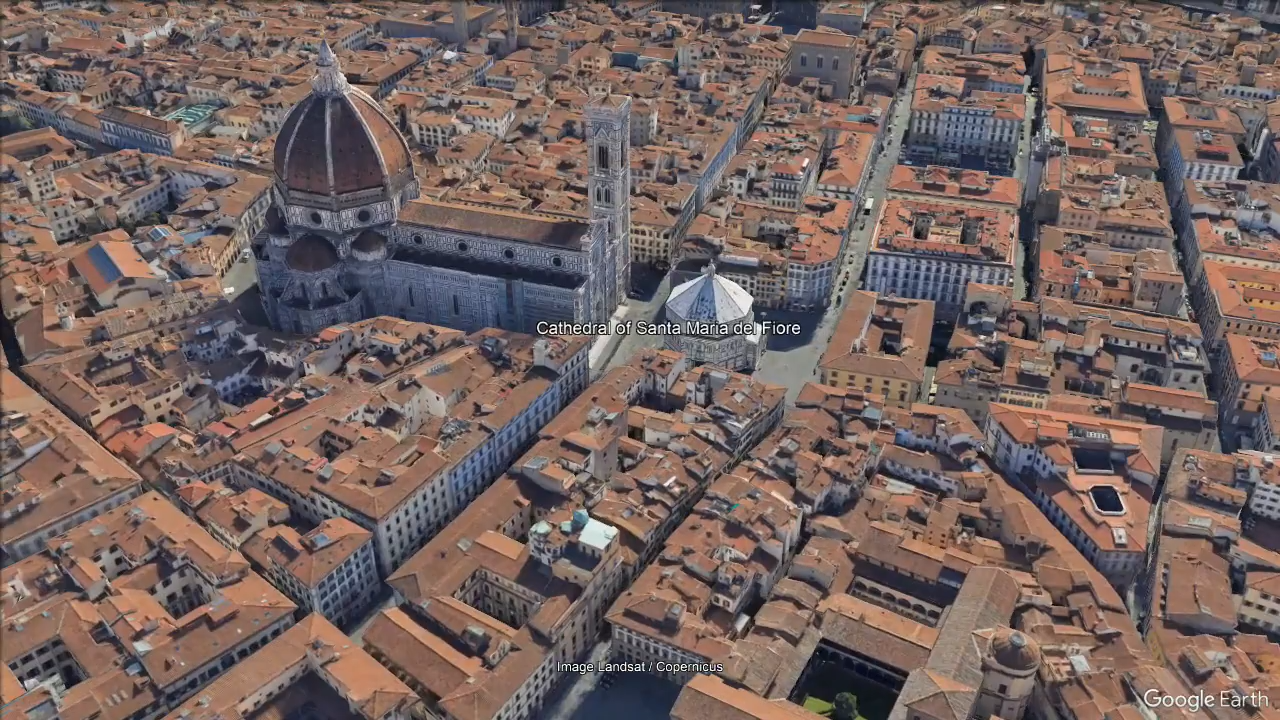 Cathedral of Santa Maria del Fiore
Image Landsat / Copernicus
Google Earth